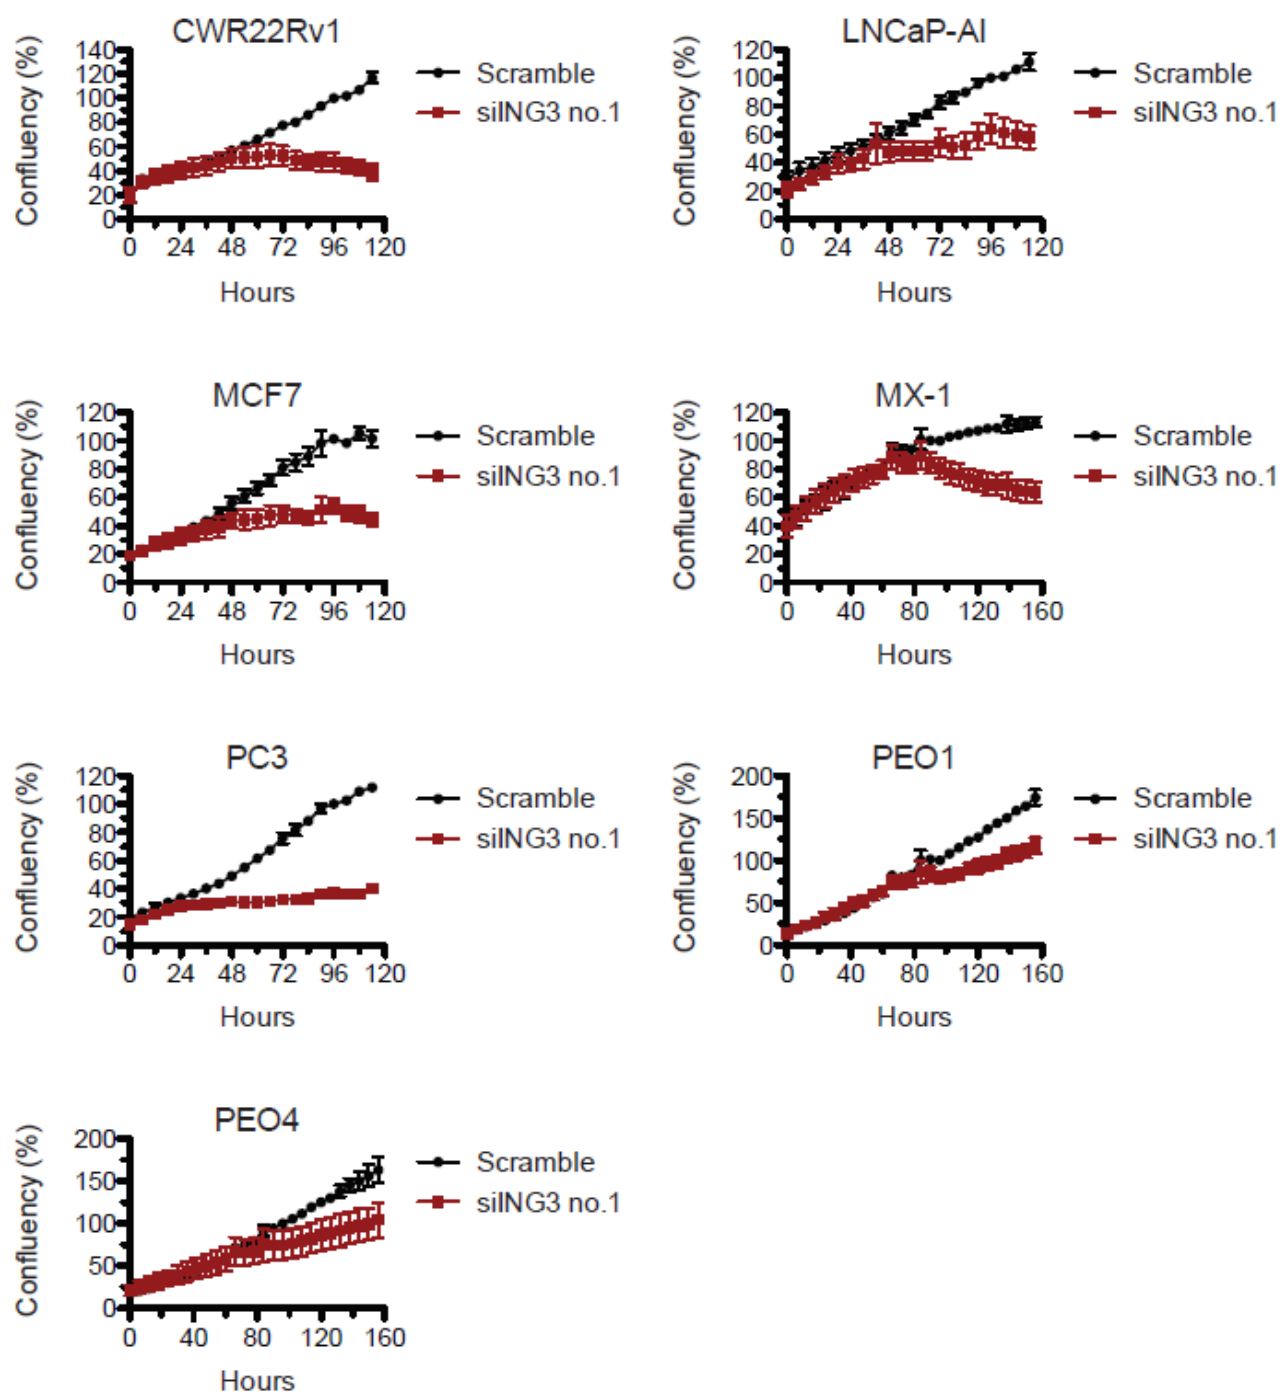 CWR22Rv1
Confluency (%)
140
120
100
80
60
40
20
0
0 24 48 72 96 120
Hours
Scramble
siING3 no.1
LNCaP-AI
Confluency (%)
120
100
80
60
40
20
0
0 24 48 72 96 120
Hours
Scramble
siING3 no.1
MCF7
Confluency (%)
120
100
80
60
40
20
0
0 24 48 72 96 120
Hours
Scramble
siING3 no.1
MX-1
Confluency (%)
120
100
80
60
40
20
0
0 40 80 120 160
Hours
Scramble
siING3 no.1
PC3
Confluency (%)
120
100
80
60
40
20
0
0 24 48 72 96 120
Hours
Scramble
siING3 no.1
PEO1
Confluency (%)
200
150
100
50
0
0 40 80 120 160
Hours
Scramble
siING3 no.1
PEO4
Confluency (%)
200
150
100
50
0
0 40 80 120 160
Hours
Scramble
siING3 no.1